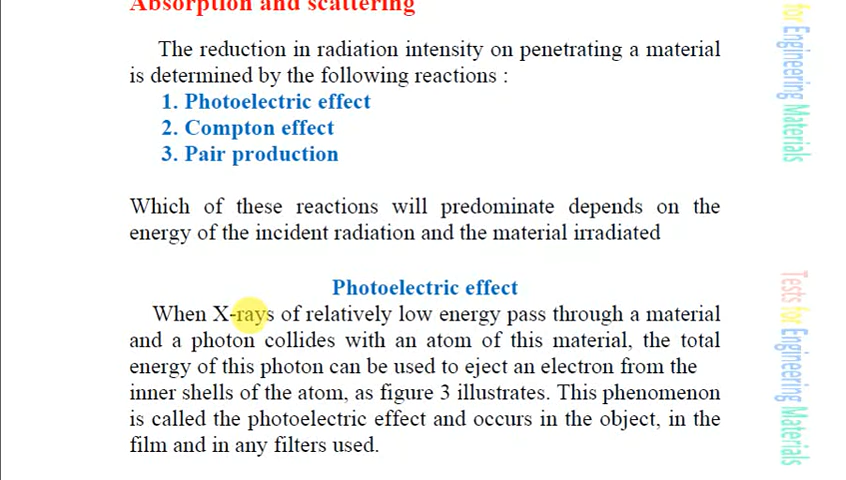 Absorption and scattering
The reduction in radiation intensity on penetrating a material
is determined by the following reactions :
1. Photoelectric effect
2. Compton effect
3. Pair production
Which of these reactions will predominate depends on the
energy of the incident radiation and the material irradiated
Photoelectric effect
When X-rays of relatively low energy pass through a material
and a photon collides with an atom of this material, the total
energy of this photon can be used to eject an electron from the
inner shells of the atom, as figure 3 illustrates. This phenomenon
is called the photoelectric effect and occurs in the object, in the
film and in any filters used.
for Engineering Materials
Tests for Engineering Materials